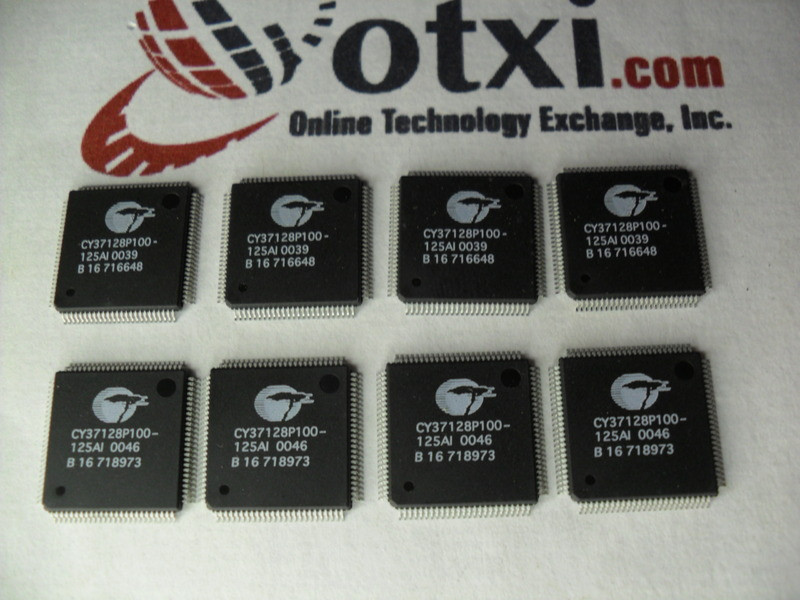 otxi.com
Online Technology Exchange, Inc.
CY37128P100-
125AI 0039
B 16 716648
CY37128P100-
125AI 0039
B 16 716648
CY37128P100-
125AI 0039
B 16 716648
CY37128P100-
125AI 0039
B 16 716648
CY37128P100-
125AI 0046
B 16 718973
CY37128P100-
125AI 0046
B 16 718973
CY37128P100-
125AI 0046
B 16 718973
CY37128P100-
125AI 0046
B 16 718973